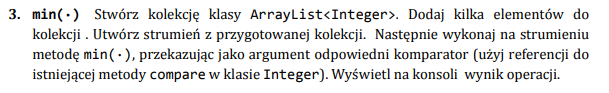 3. min(·) Stwórz kolekcję klasy ArrayList<Integer>. Dodaj kilka elementów do
kolekcji . Utwórz strumień z przygotowanej kolekcji. Następnie wykonaj na strumieniu
metodę min(·), przekazując jako argument odpowiedni komparator (użyj referencji do
istniejącej metody compare w klasie Integer). Wyświetl na konsoli wynik operacji.